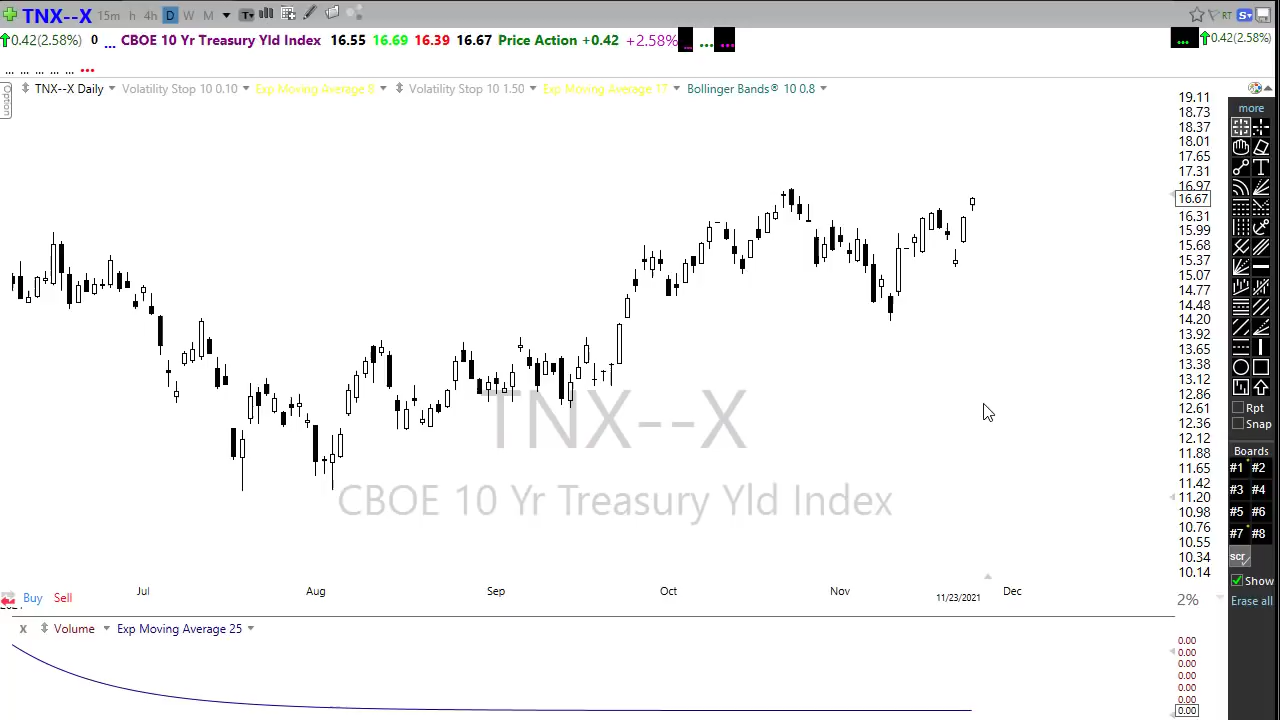 TNX--X 15m h 4h D W M T RT S
0.42(2.58%) 0 ... CBOE 10 Yr Treasury Yld Index 16.55 16.69 16.39 16.67 Price Action +0.42 +2.58% ... ... ... ... 0.42(2.58%)
... ... ... ... ... ...
Option
TNX--X Daily Volatility Stop 10 0.10 Exp Moving Average 8 Volatility Stop 10 1.50 Exp Moving Average 17 Bollinger Bands® 10 0.8
19.11
18.73
18.37
18.01
17.65
17.31
16.97
16.67
16.31
15.99
15.68
15.37
15.07
14.77
14.48
14.20
13.92
13.65
13.38
13.12
12.86
12.61
12.36
12.12
11.88
11.65
11.42
11.20
10.98
10.76
10.55
10.34
10.14
TNX--X
CBOE 10 Yr Treasury Yld Index
more
T
Rpt
Snap
Boards
#1 #2
#3 #4
#5 #6
#7 #8
scr
Show
Erase all
Jul Aug Sep Oct Nov 11/23/2021 Dec
Buy Sell
2%
X Volume Exp Moving Average 25
0.00
0.00
0.00
0.00
0.00
0.00
0.00